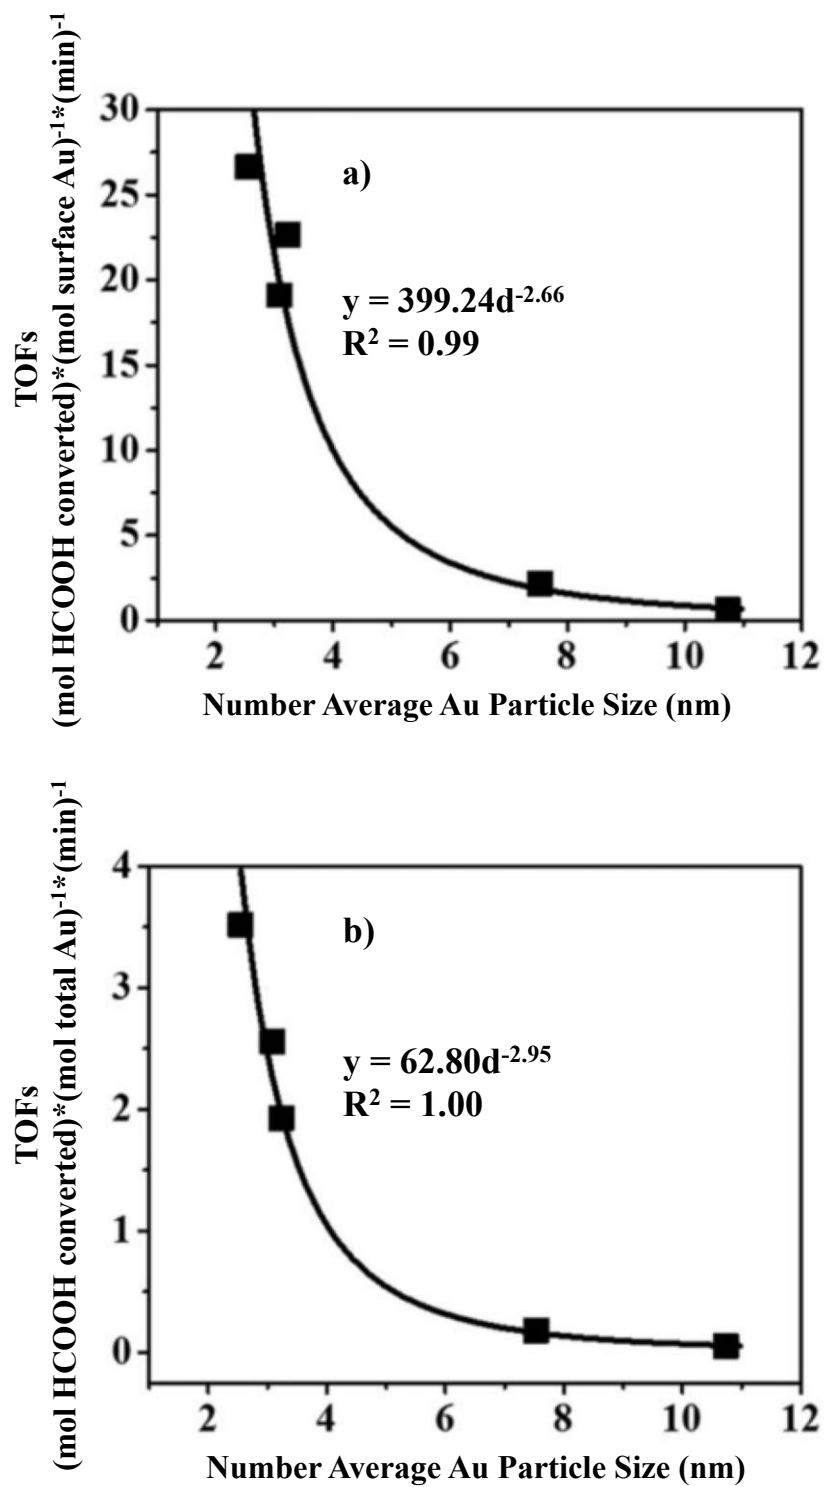 TOFs
(mol HCOOH converted)*(mol surface Au)⁻¹*(min)⁻¹
30
25
20
15
10
5
0
a)
y = 399.24d⁻²·⁶⁶
R² = 0.99
2 4 6 8 10 12
Number Average Au Particle Size (nm)
TOFs
(mol HCOOH converted)*(mol total Au)⁻¹*(min)⁻¹
4
3
2
1
0
b)
y = 62.80d⁻²·⁹⁵
R² = 1.00
2 4 6 8 10 12
Number Average Au Particle Size (nm)